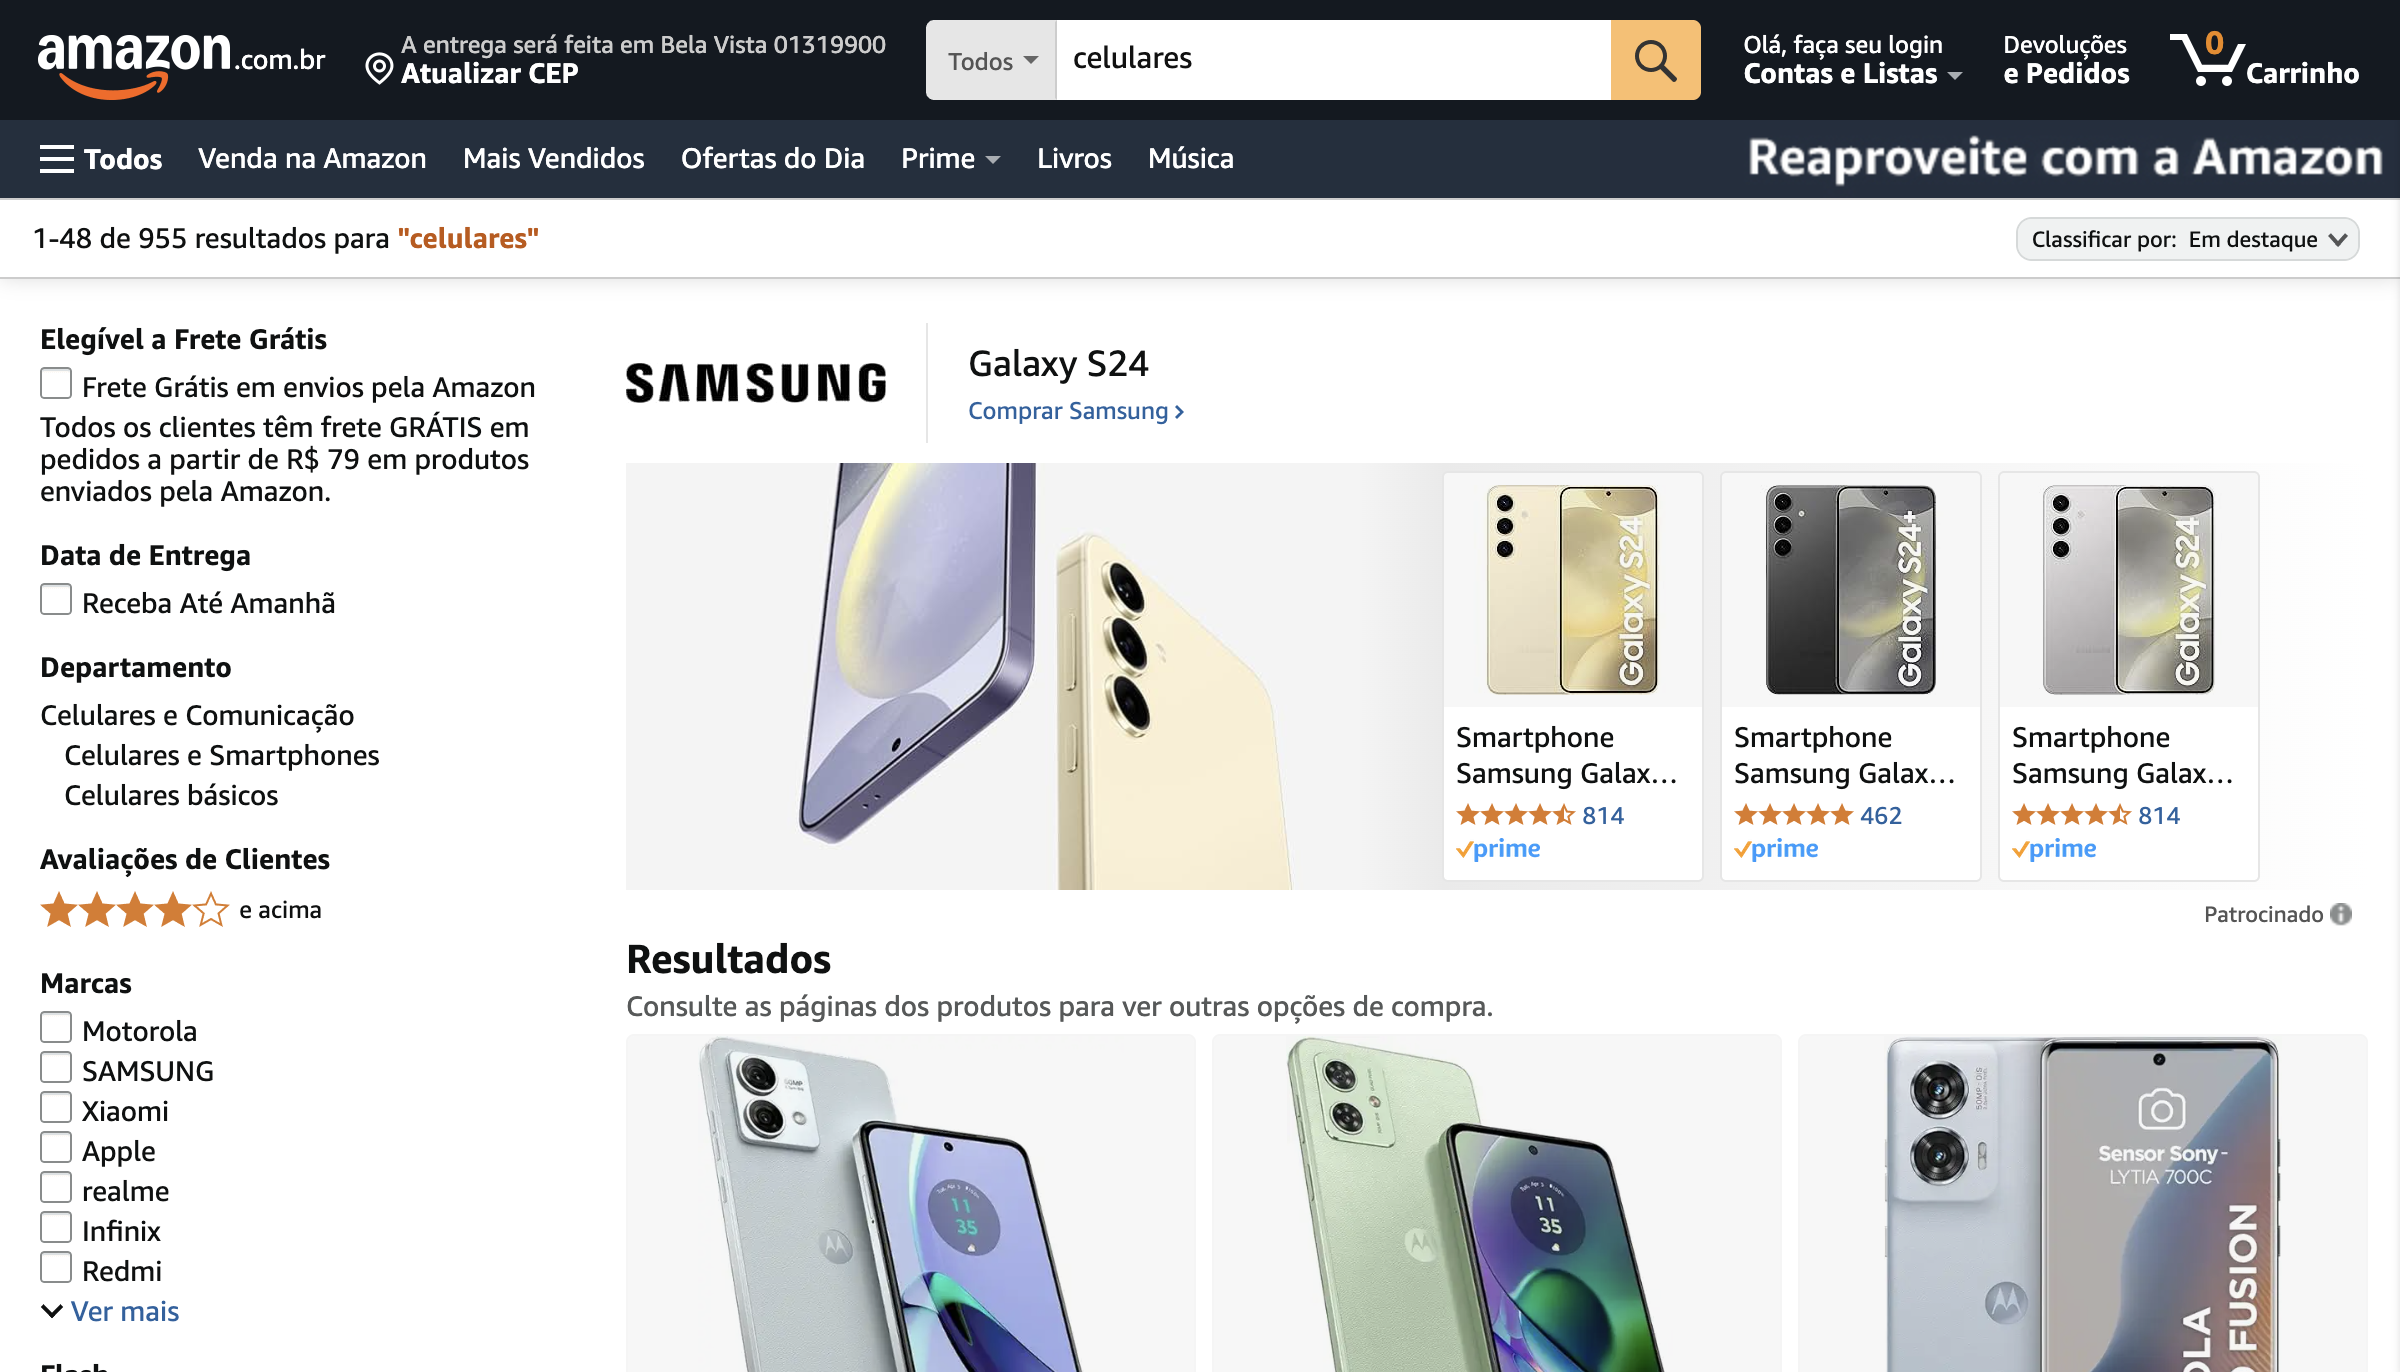 amazon.com.br
A entrega será feita em Bela Vista 01319900
Atualizar CEP
Todos
celulares
Olá, faça seu login
Contas e Listas
Devoluções
e Pedidos
0
Carrinho
Todos
Venda na Amazon
Mais Vendidos
Ofertas do Dia
Prime
Livros
Música
Reaproveite com a Amazon
1-48 de 955 resultados para "celulares"
Classificar por: Em destaque
Elegível a Frete Grátis
Frete Grátis em envios pela Amazon
Todos os clientes têm frete GRÁTIS em
pedidos a partir de R$ 79 em produtos
enviados pela Amazon.
Data de Entrega
Receba Até Amanhã
Departamento
Celulares e Comunicação
Celulares e Smartphones
Celulares básicos
Avaliações de Clientes
e acima
Marcas
Motorola
SAMSUNG
Xiaomi
Apple
realme
Infinix
Redmi
Ver mais
SAMSUNG
Galaxy S24
Comprar Samsung
Galaxy S24
Smartphone
Samsung Galax...
814
prime
Galaxy S24+
Smartphone
Samsung Galax...
462
prime
Galaxy S24
Smartphone
Samsung Galax...
814
prime
Patrocinado
Resultados
Consulte as páginas dos produtos para ver outras opções de compra.
50MP
11
35
11
35
50MP - OIS
Sensor Sony -
LYTIA 700C
FUSION